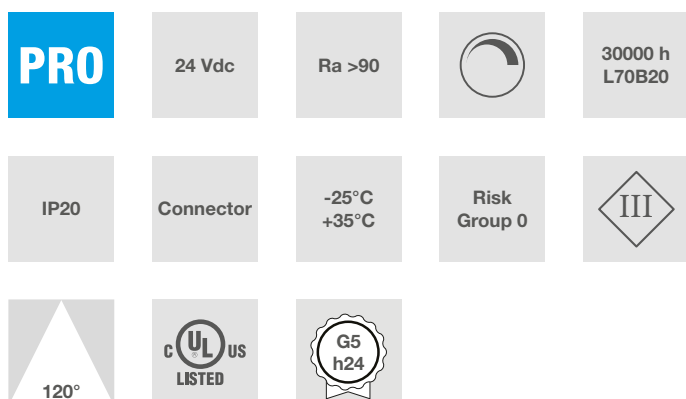 PRO
24 Vdc
Ra >90
30000 h
L70B20
IP20
Connector
-25°C
+35°C
Risk
Group 0
III
120°
C UL US
®
LISTED
G5
h24